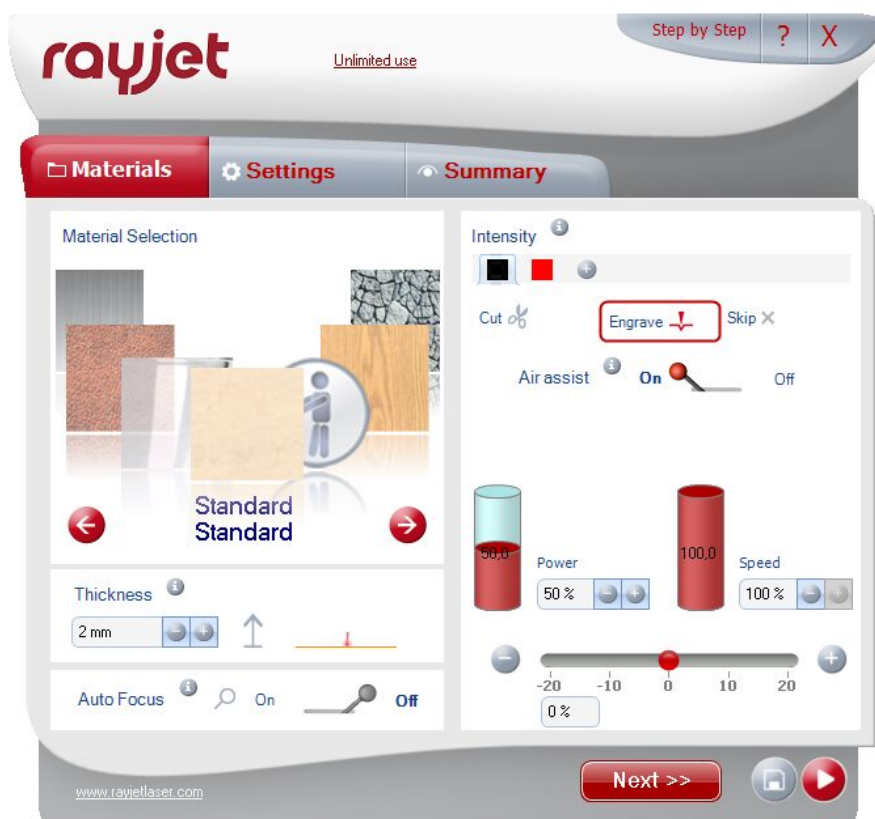 rayjet
Unlimited use
Step by Step ? X
Materials
Settings
Summary
Material Selection
Standard
Standard
Thickness
2 mm
Auto Focus On Off
Intensity
Cut Engrave Skip
Air assist On Off
50,0
Power
50 %
100,0
Speed
100 %
-20 -10 0 10 20
0 %
www.rayjetlaser.com
Next >>